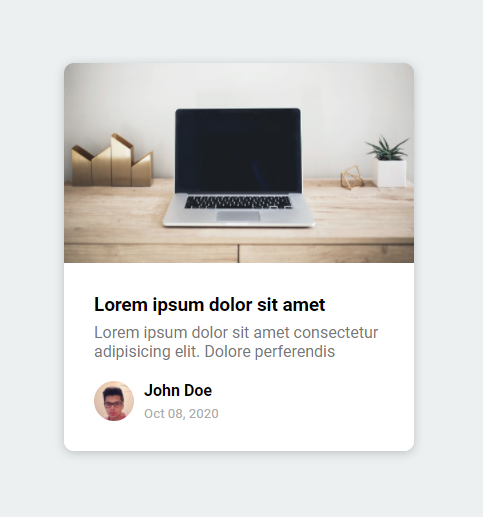 Lorem ipsum dolor sit amet
Lorem ipsum dolor sit amet consectetur
adipisicing elit. Dolore perferendis
John Doe
Oct 08, 2020